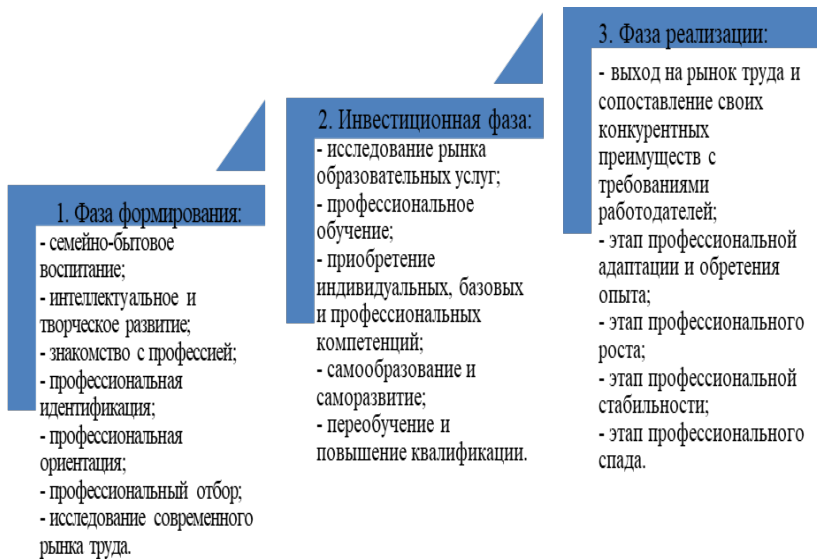 1. Фаза формирования:
- семейно-бытовое
воспитание;
- интеллектуальное и
творческое развитие;
- знакомство с профессией;
- профессиональная
идентификация;
- профессиональная
ориентация;
- профессиональный отбор;
- исследование современного
рынка труда.
2. Инвестиционная фаза:
- исследование рынка
образовательных услуг;
- профессиональное
обучение;
- приобретение
индивидуальных, базовых
и профессиональных
компетенций;
- самообразование и
саморазвитие;
- переобучение и
повышение квалификации.
3. Фаза реализации:
- выход на рынок труда и
сопоставление своих
конкурентных
преимуществ с
требованиями
работодателей;
- этап профессиональной
адаптации и обретения
опыта;
- этап профессионального
роста;
- этап профессиональной
стабильности;
- этап профессионального
спада.